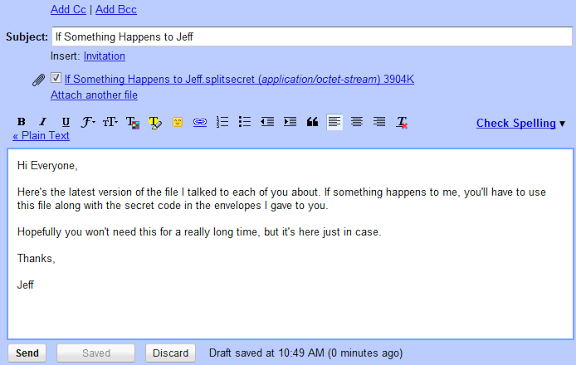 Add Cc | Add Bcc
Subject: If Something Happens to Jeff
Insert: Invitation
If Something Happens to Jeff.splitsecret (application/octet-stream) 3904K
Attach another file
B I U F T T T Check Spelling ▾
« Plain Text
Hi Everyone,
Here's the latest version of the file I talked to each of you about. If something happens to me, you'll have to use
this file along with the secret code in the envelopes I gave to you.
Hopefully you won't need this for a really long time, but it's here just in case.
Thanks,
Jeff
Send Saved Discard Draft saved at 10:49 AM (0 minutes ago)